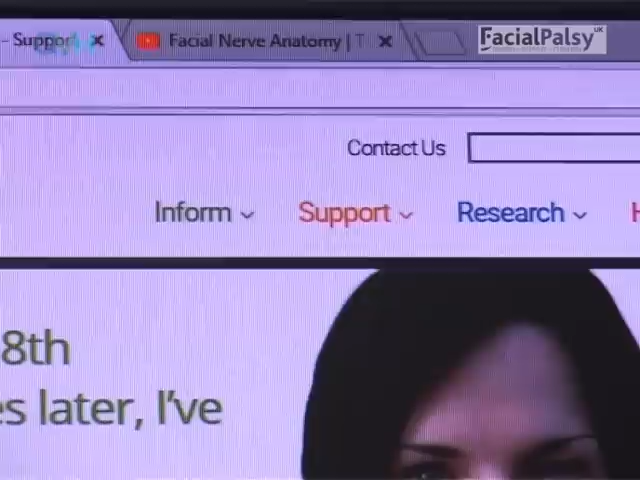 – Support
Facial Nerve Anatomy | T
FacialPalsy UK
Contact Us
Inform
Support
Research
H
8th
es later, I've